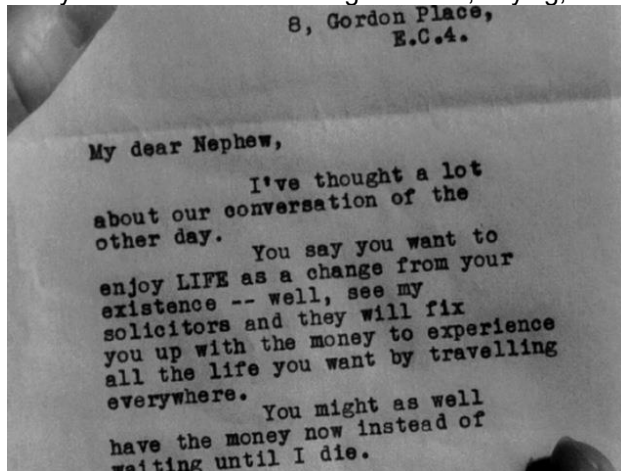 8, Gordon Place,
E.C.4.
My dear Nephew,
I've thought a lot
about our conversation of the
other day.
You say you want to
enjoy LIFE as a change from your
existence -- well, see my
solicitors and they will fix
you up with the money to experience
all the life you want by travelling
everywhere.
You might as well
have the money now instead of
waiting until I die.